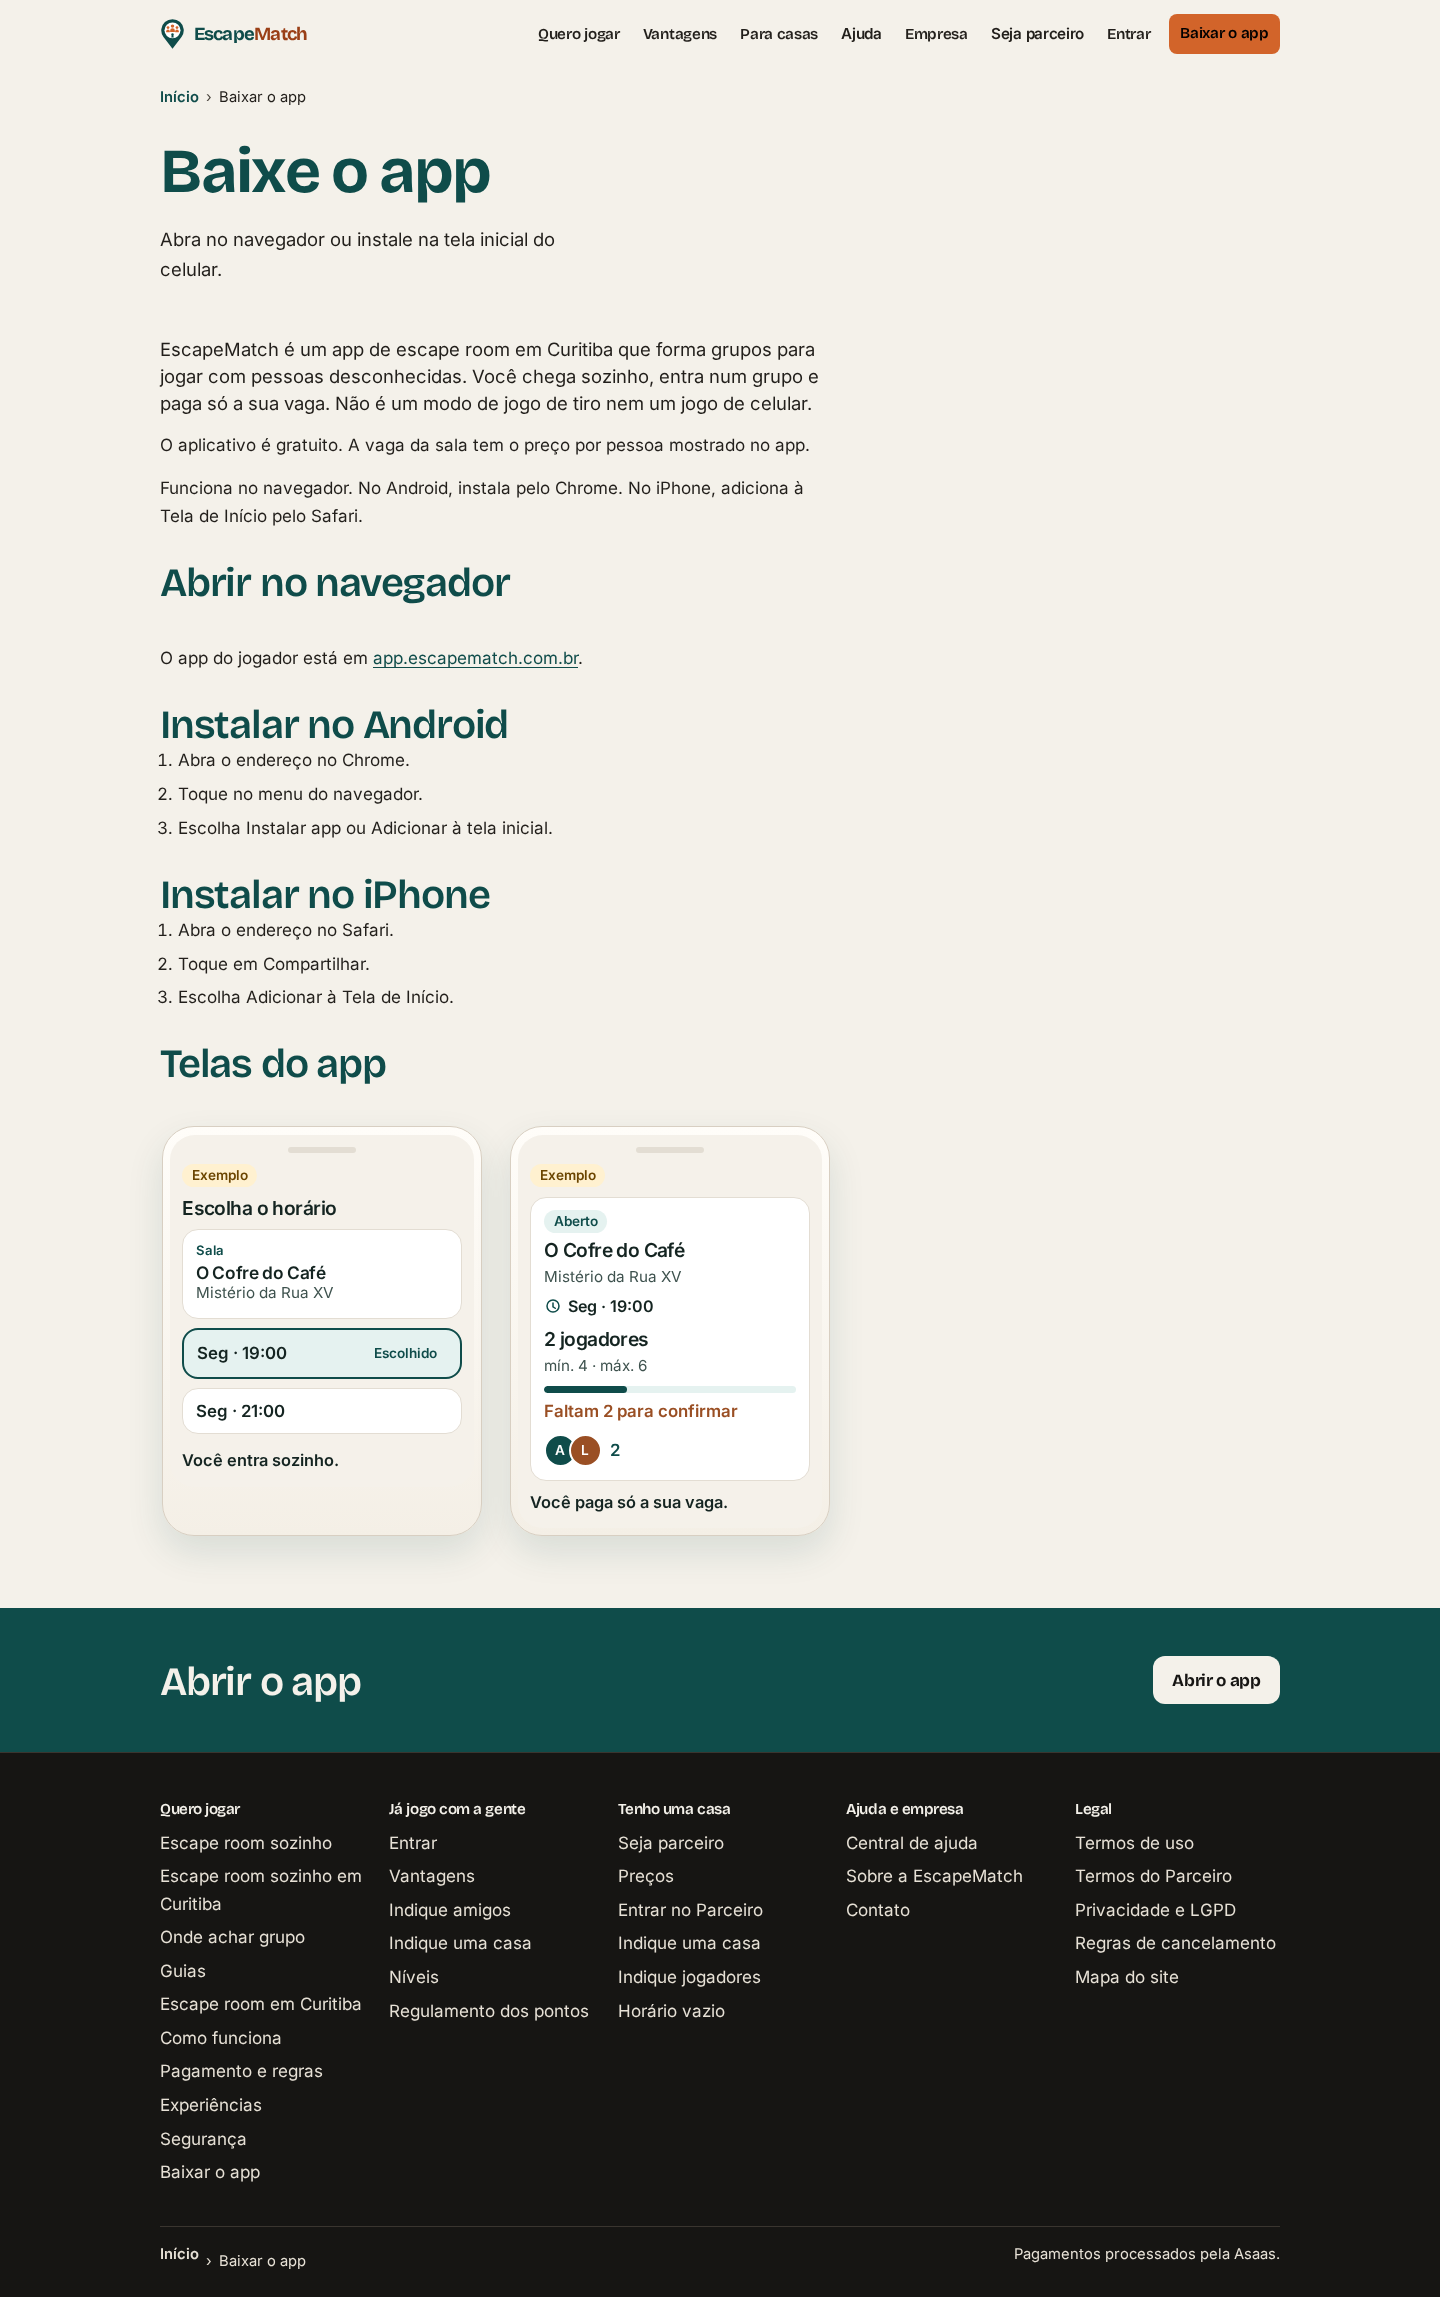 EscapeMatch
Quero jogar
Vantagens
Para casas
Ajuda
Empresa
Seja parceiro
Entrar
Baixar o app
Início › Baixar o app
Baixe o app
Abra no navegador ou instale na tela inicial do
celular.
EscapeMatch é um app de escape room em Curitiba que forma grupos para
jogar com pessoas desconhecidas. Você chega sozinho, entra num grupo e
paga só a sua vaga. Não é um modo de jogo de tiro nem um jogo de celular.
O aplicativo é gratuito. A vaga da sala tem o preço por pessoa mostrado no app.
Funciona no navegador. No Android, instala pelo Chrome. No iPhone, adiciona à
Tela de Início pelo Safari.
Abrir no navegador
O app do jogador está em app.escapematch.com.br.
Instalar no Android
1. Abra o endereço no Chrome.
2. Toque no menu do navegador.
3. Escolha Instalar app ou Adicionar à tela inicial.
Instalar no iPhone
1. Abra o endereço no Safari.
2. Toque em Compartilhar.
3. Escolha Adicionar à Tela de Início.
Telas do app
Exemplo
Escolha o horário
Sala
O Cofre do Café
Mistério da Rua XV
Seg · 19:00
Escolhido
Seg · 21:00
Você entra sozinho.
Exemplo
Aberto
O Cofre do Café
Mistério da Rua XV
Seg · 19:00
2 jogadores
mín. 4 · máx. 6
Faltam 2 para confirmar
A L 2
Você paga só a sua vaga.
Abrir o app
Abrir o app
Quero jogar
Escape room sozinho
Escape room sozinho em
Curitiba
Onde achar grupo
Guias
Escape room em Curitiba
Como funciona
Pagamento e regras
Experiências
Segurança
Baixar o app
Já jogo com a gente
Entrar
Vantagens
Indique amigos
Indique uma casa
Níveis
Regulamento dos pontos
Tenho uma casa
Seja parceiro
Preços
Entrar no Parceiro
Indique uma casa
Indique jogadores
Horário vazio
Ajuda e empresa
Central de ajuda
Sobre a EscapeMatch
Contato
Legal
Termos de uso
Termos do Parceiro
Privacidade e LGPD
Regras de cancelamento
Mapa do site
Início › Baixar o app
Pagamentos processados pela Asaas.